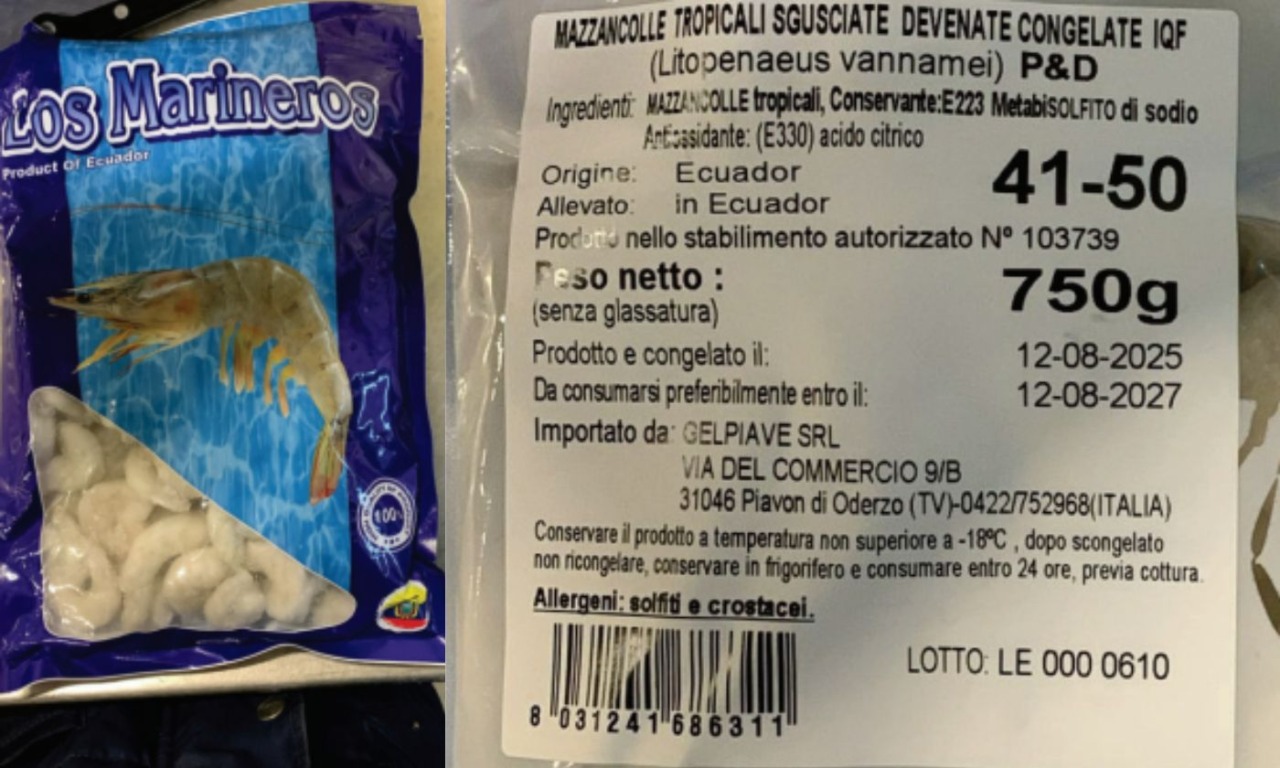 Los Marineros
Product Of Ecuador
100%
MAZZANCOLLE TROPICALI SGUSCIATE DEVENATE CONGELATE IQF
(Litopenaeus vannamei) P&D
Ingredienti: MAZZANCOLLE tropicali, Conservante:E223 MetabiSOLFITO di sodio
Antiossidante: (E330) acido citrico
Origine: Ecuador
41-50
Allevato: in Ecuador
Prodotto nello stabilimento autorizzato N° 103739
Peso netto :
750g
(senza glassatura)
Prodotto e congelato il: 12-08-2025
Da consumarsi preferibilmente entro il: 12-08-2027
Importato da: GELPIAVE SRL
VIA DEL COMMERCIO 9/B
31046 Piavon di Oderzo (TV)-0422/752968(ITALIA)
Conservare il prodotto a temperatura non superiore a -18ºC , dopo scongelato
non ricongelare, conservare in frigorifero e consumare entro 24 ore, previa cottura.
Allergeni: solfiti e crostacei.
LOTTO: LE 000 0610
8 031241 686311